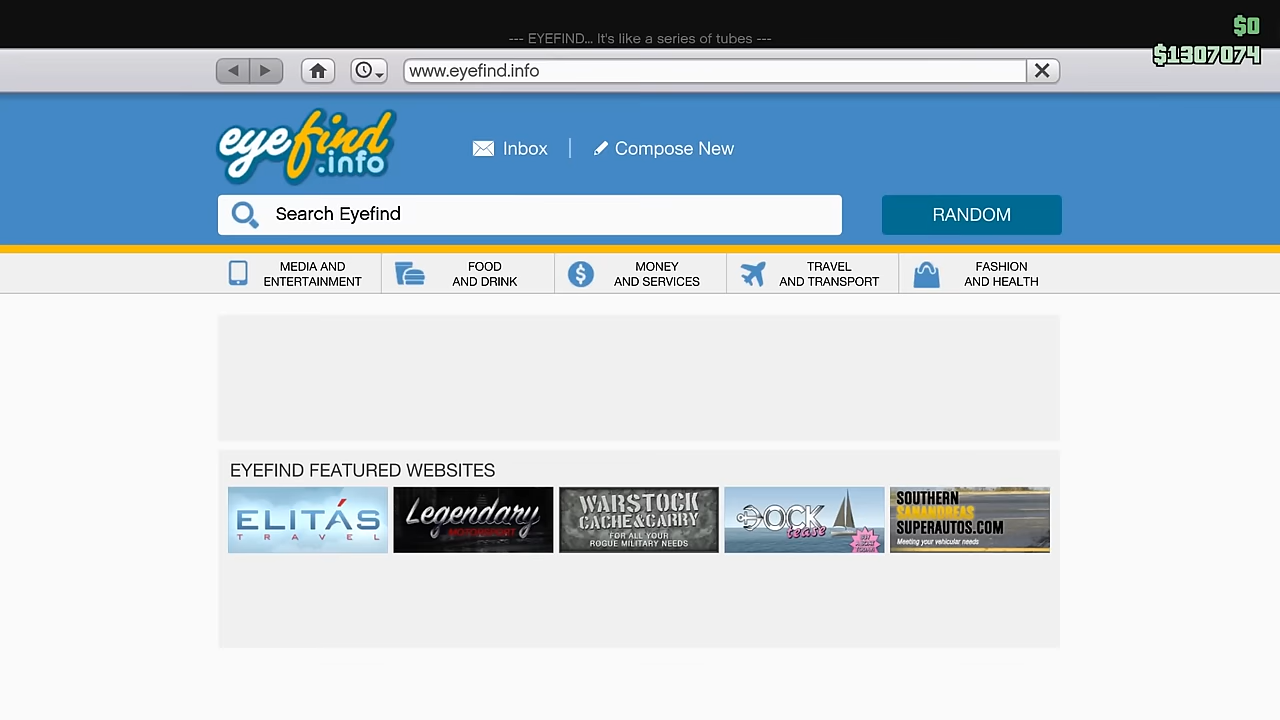 $0
--- EYEFIND... It's like a series of tubes ---
$1307074
www.eyefind.info
eyefind
.info
Inbox
Compose New
Search Eyefind
RANDOM
MEDIA AND
ENTERTAINMENT
FOOD
AND DRINK
MONEY
AND SERVICES
TRAVEL
AND TRANSPORT
FASHION
AND HEALTH
EYEFIND FEATURED WEBSITES
ELITÁS
TRAVEL
Legendary
MOTORSPORT
WARSTOCK
CACHE&CARRY
FOR ALL YOUR
ROGUE MILITARY NEEDS
DOCK
tease
SOUTHERN
SANANDREAS
SUPERAUTOS.COM
Meeting your vehicular needs